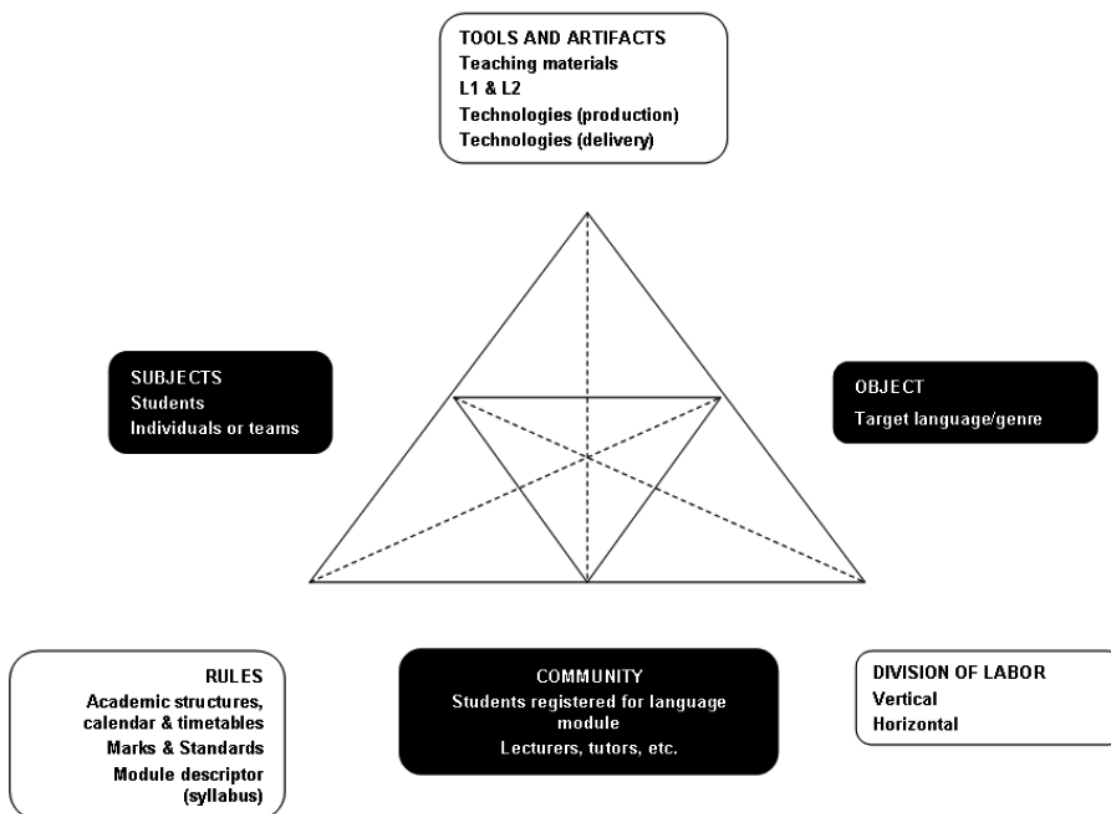 TOOLS AND ARTIFACTS
Teaching materials
L1 & L2
Technologies (production)
Technologies (delivery)
SUBJECTS
Students
Individuals or teams
OBJECT
Target language/genre
RULES
Academic structures,
calendar & timetables
Marks & Standards
Module descriptor
(syllabus)
COMMUNITY
Students registered for language
module
Lecturers, tutors, etc.
DIVISION OF LABOR
Vertical
Horizontal